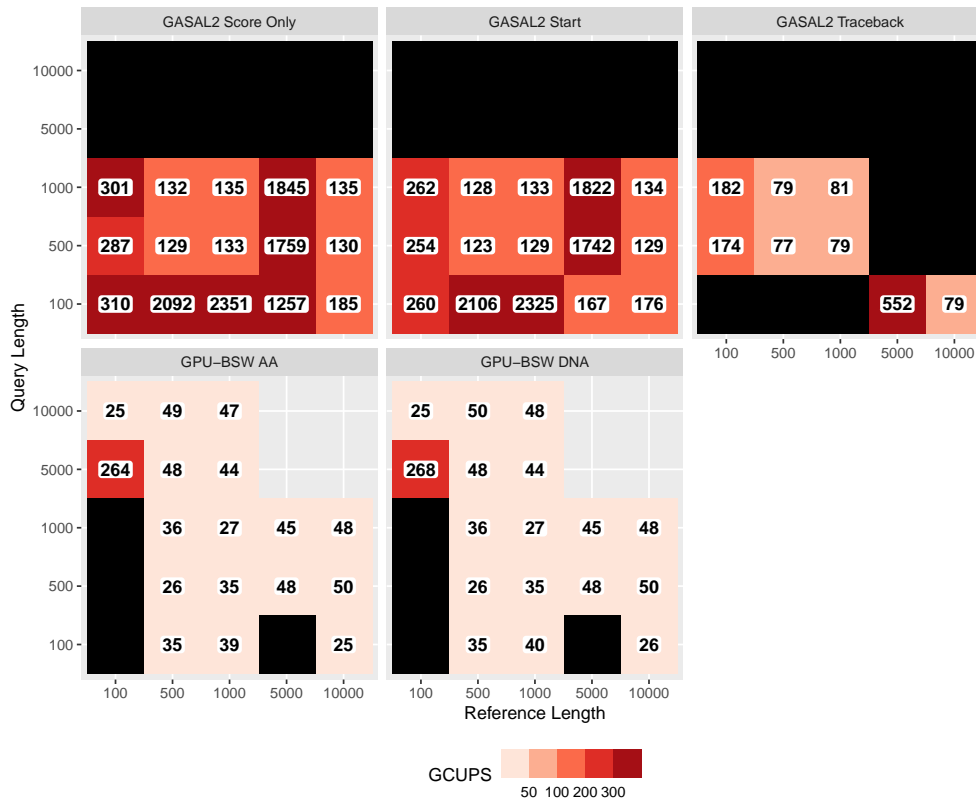 GASAL2 Score Only GASAL2 Start GASAL2 Traceback
10000
5000
1000 301 132 135 1845 135 262 128 133 1822 134 182 79 81
500 287 129 133 1759 130 254 123 129 1742 129 174 77 79
100 310 2092 2351 1257 185 260 2106 2325 167 176 552 79
100 500 1000 5000 10000
Query Length
GPU−BSW AA GPU−BSW DNA
10000 25 49 47 25 50 48
5000 264 48 44 268 48 44
1000 36 27 45 48 36 27 45 48
500 26 35 48 50 26 35 48 50
100 35 39 25 35 40 26
100 500 1000 5000 10000 100 500 1000 5000 10000
Reference Length
GCUPS
50 100 200 300